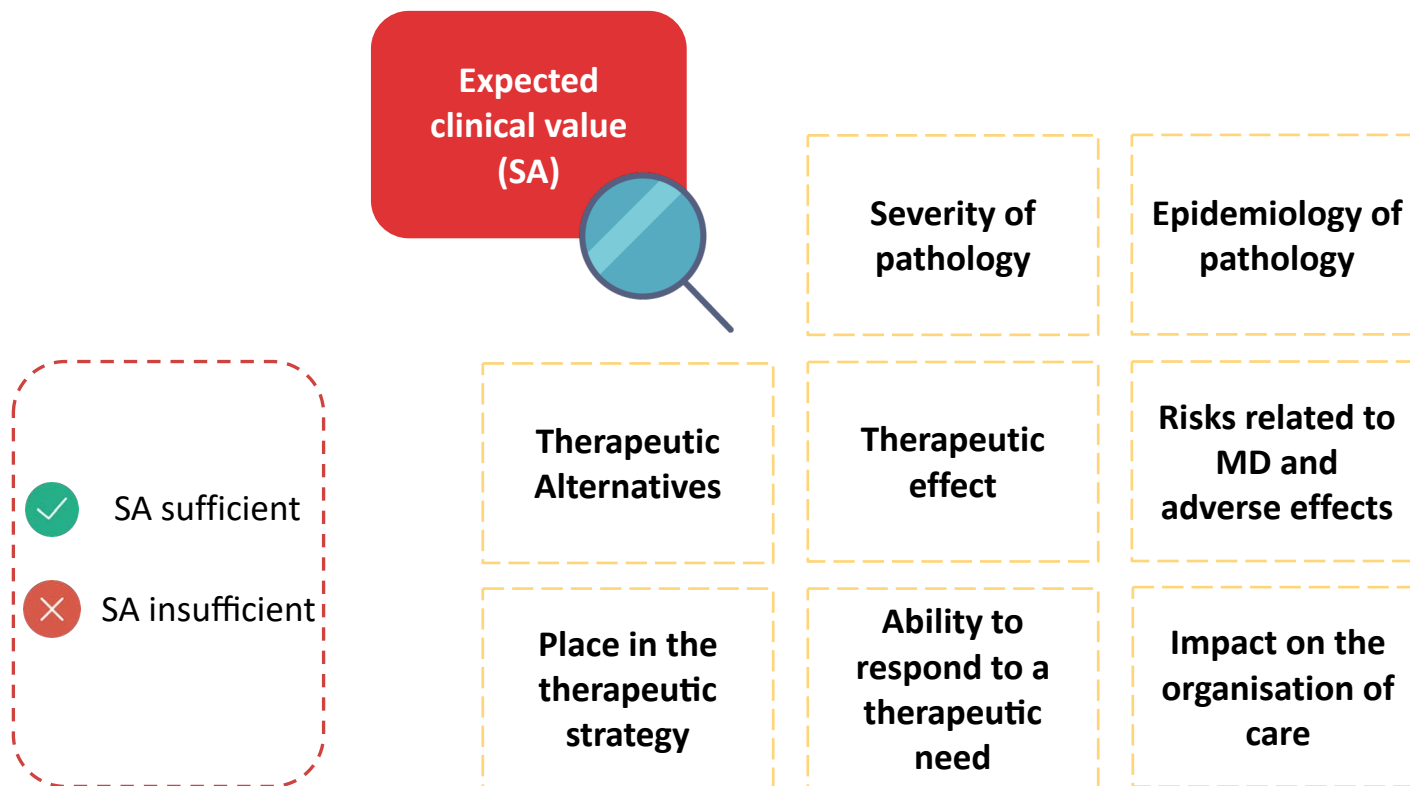 Expected
clinical value
(SA)
Severity of
pathology
Epidemiology of
pathology
Therapeutic
Alternatives
Therapeutic
effect
Risks related to
MD and
adverse effects
SA sufficient
SA insufficient
Place in the
therapeutic
strategy
Ability to
respond to a
therapeutic
need
Impact on the
organisation of
care